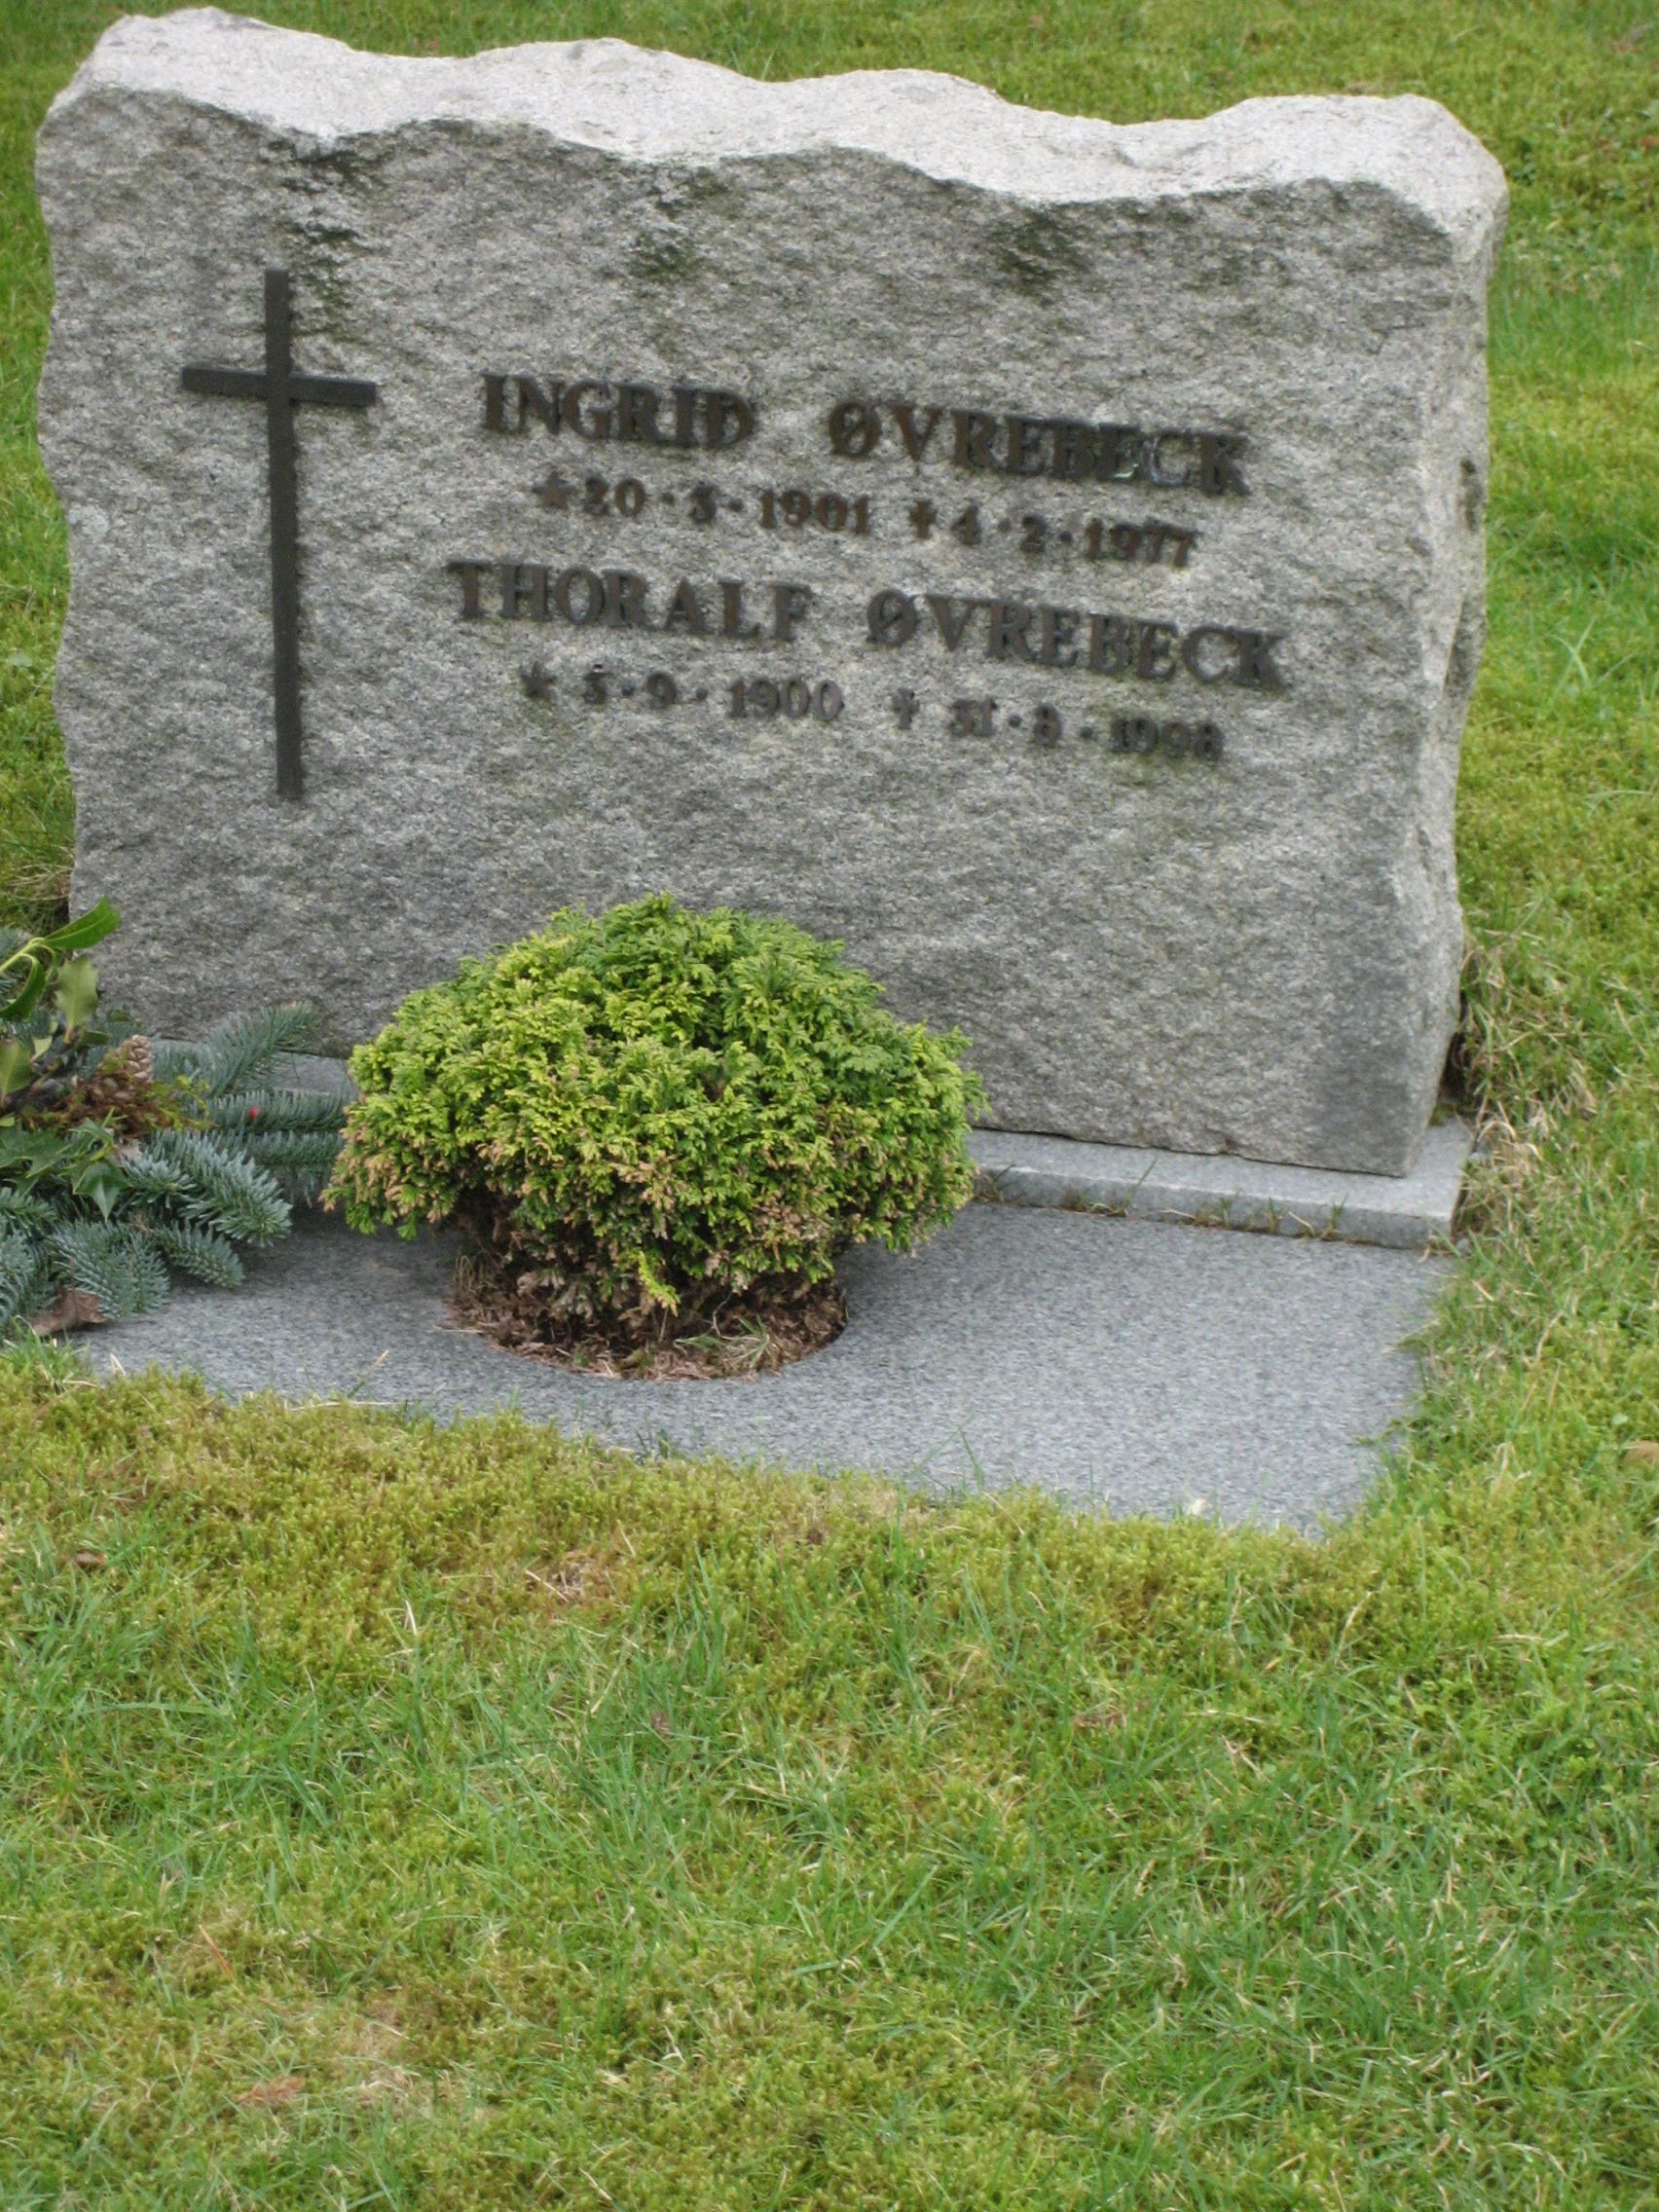 INGRID ØVREBECK
★ 20·3·1901 ✝ 4·2·1977
THORALF ØVREBECK
★ 5·9·1900 ✝ 31·8·1998